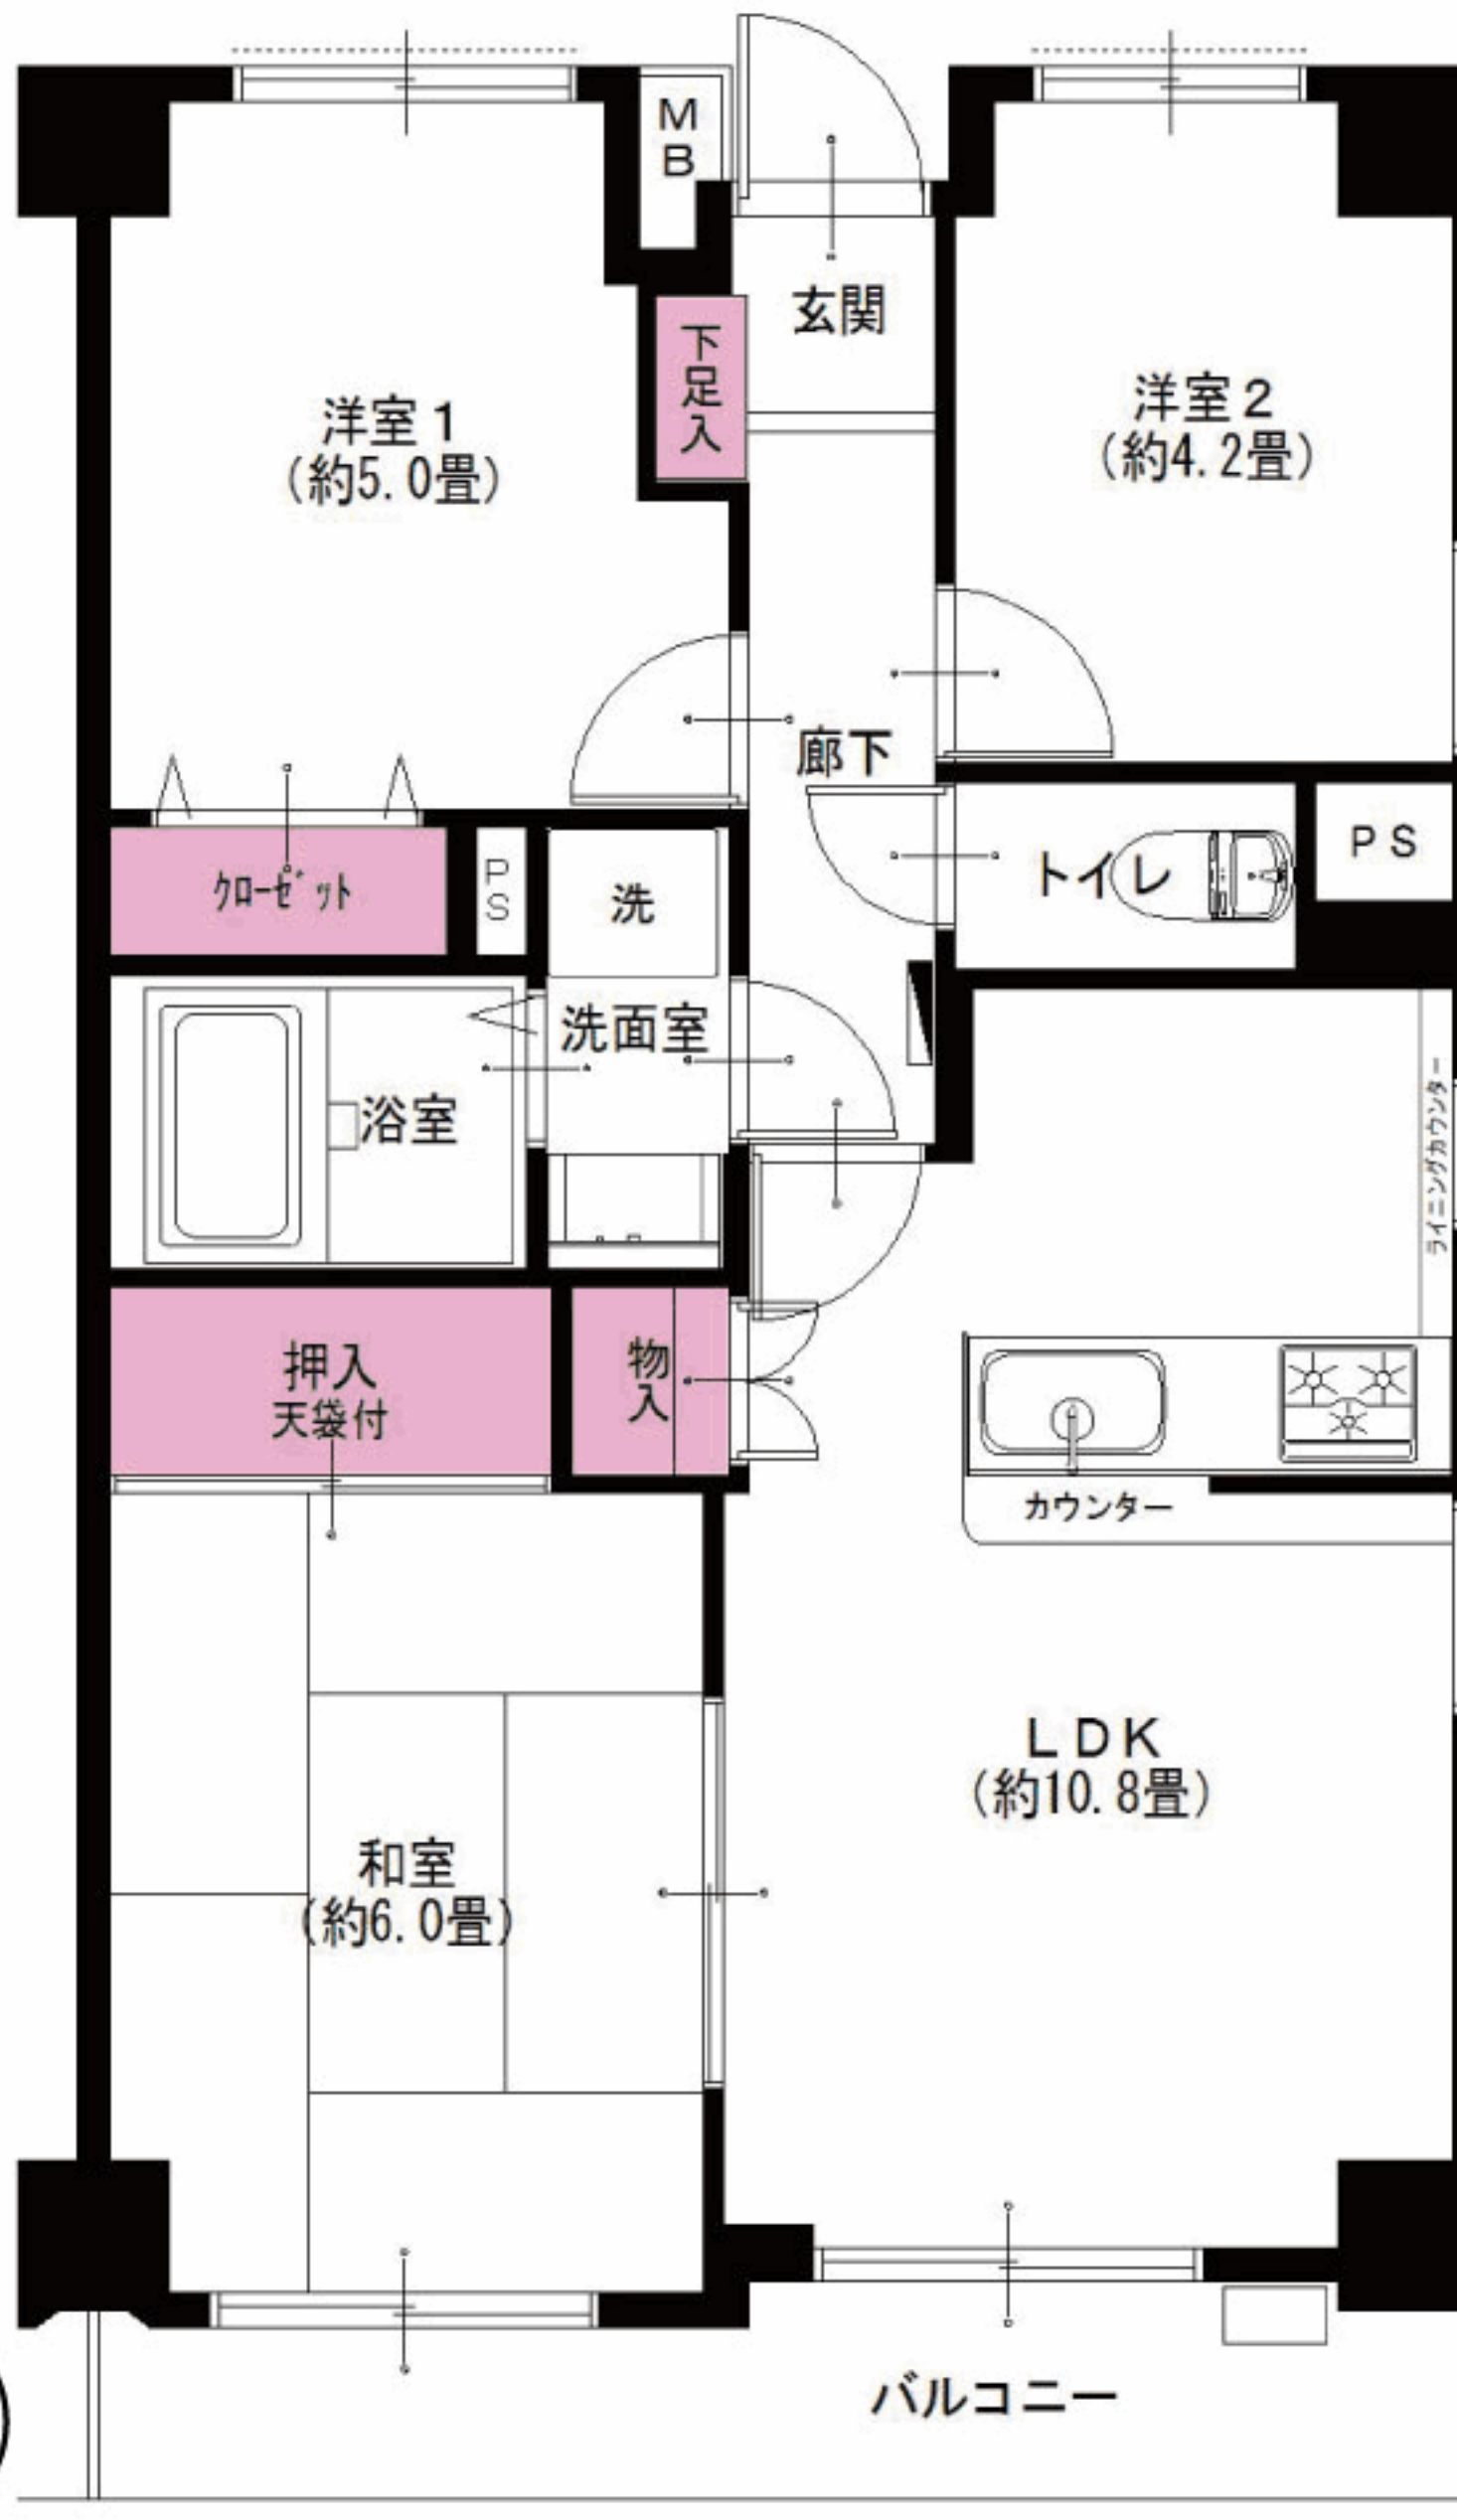 M
B
玄関
下足入
洋室1
(約5.0畳)
洋室2
(約4.2畳)
廊下
クローゼット
PS
洗
トイレ
PS
洗面室
浴室
ライニングカウンター
押入
天袋付
物入
カウンター
LDK
(約10.8畳)
和室
(約6.0畳)
バルコニー